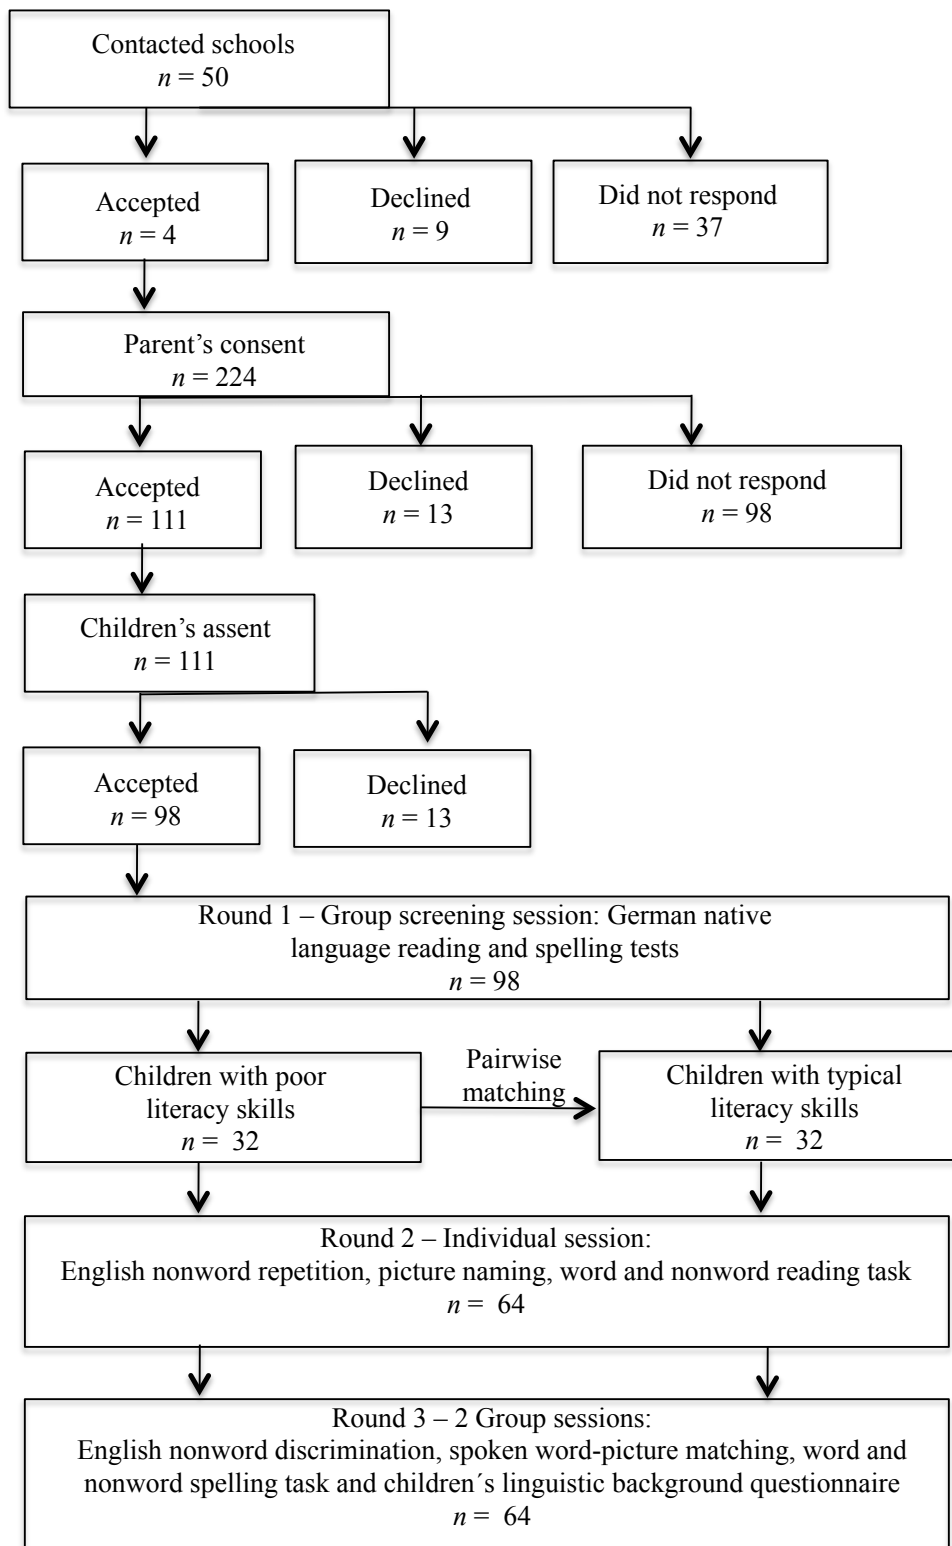 Contacted schools
n = 50
Accepted
n = 4
Declined
n = 9
Did not respond
n = 37
Parent’s consent
n = 224
Accepted
n = 111
Declined
n = 13
Did not respond
n = 98
Children’s assent
n = 111
Accepted
n = 98
Declined
n = 13
Round 1 – Group screening session: German native
language reading and spelling tests
n = 98
Children with poor
literacy skills
n = 32
Pairwise
matching
Children with typical
literacy skills
n = 32
Round 2 – Individual session:
English nonword repetition, picture naming, word and nonword reading task
n = 64
Round 3 – 2 Group sessions:
English nonword discrimination, spoken word-picture matching, word and
nonword spelling task and children´s linguistic background questionnaire
n = 64